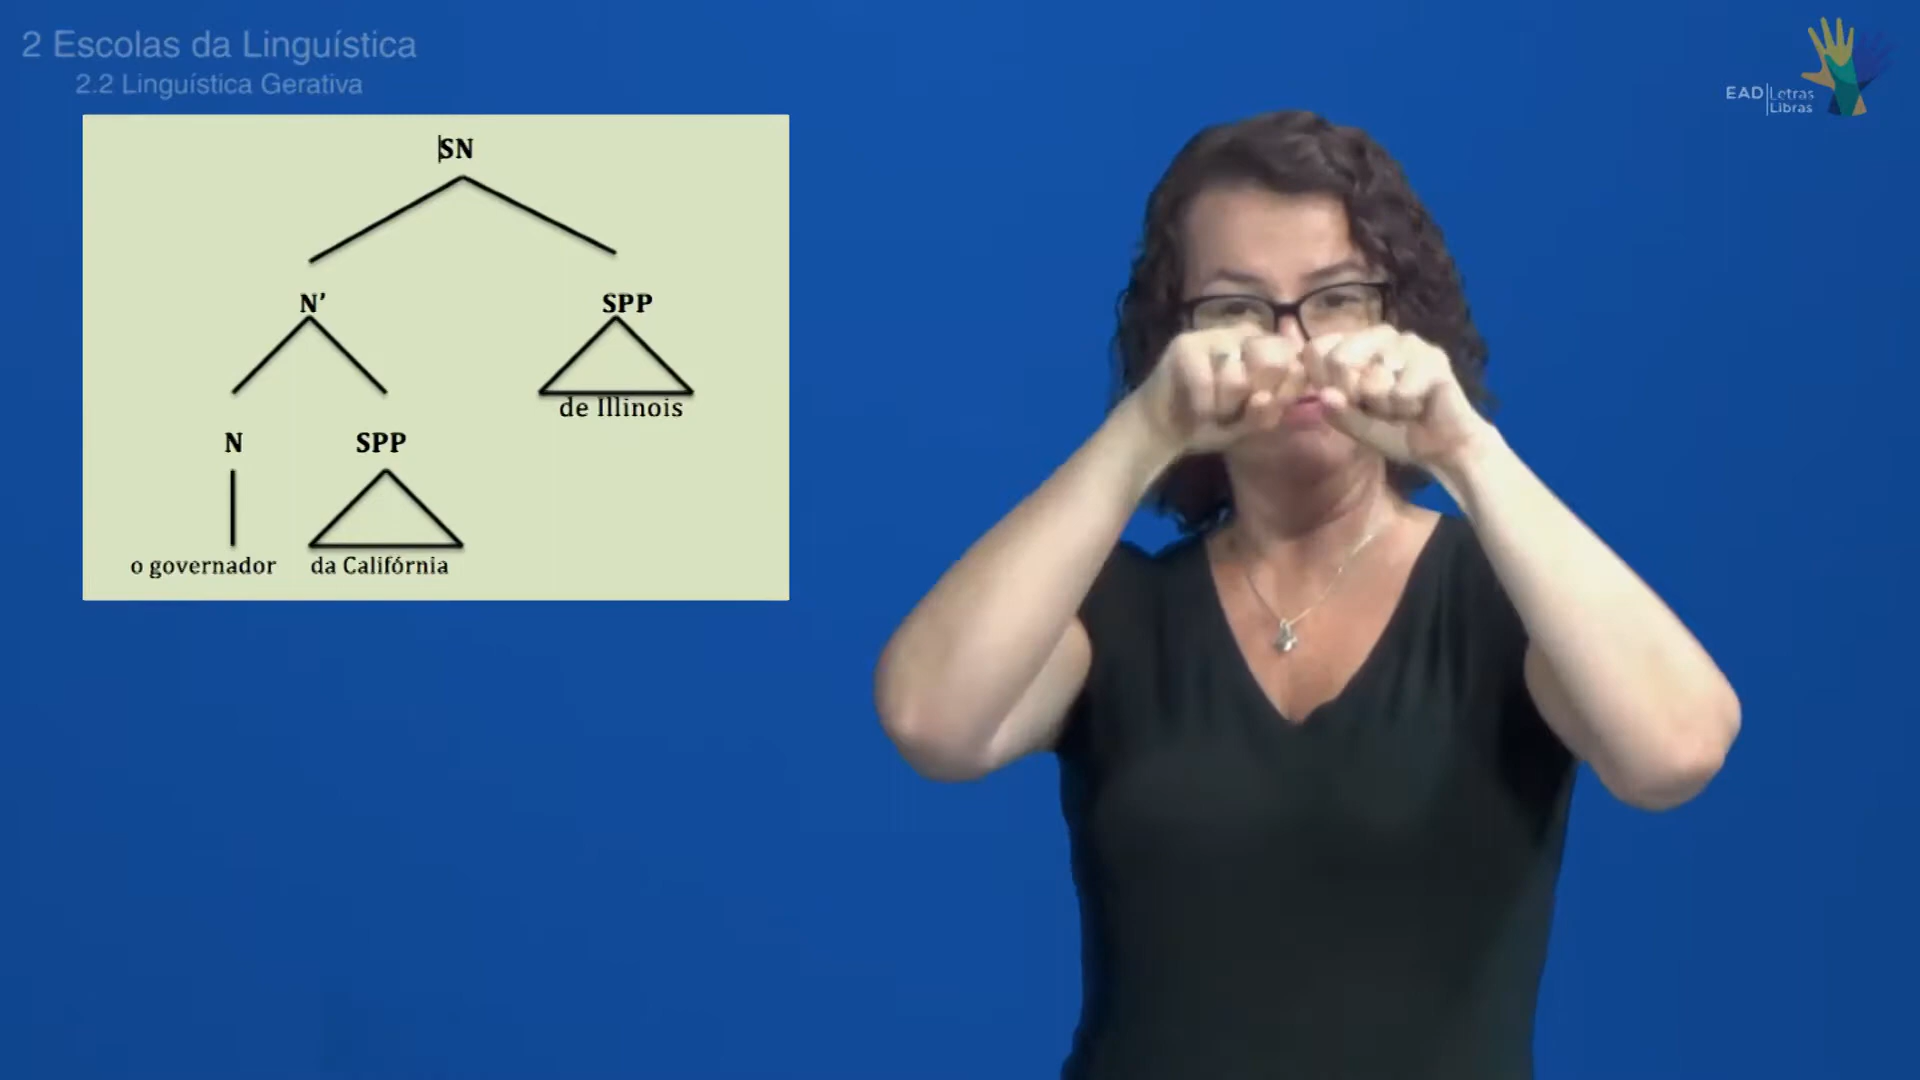 2 Escolas da Linguística
2.2 Linguística Gerativa
EAD Letras
Libras
SN
N’ SPP
de Illinois
N SPP
o governador da Califórnia